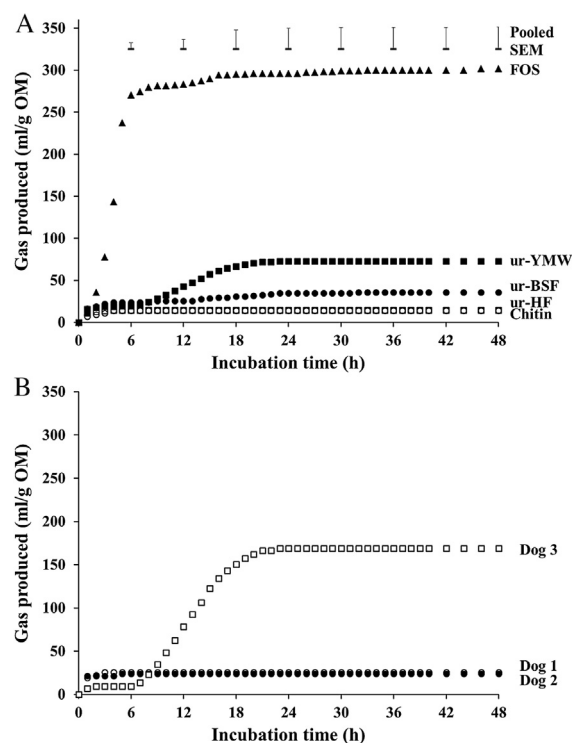 A
350
300
250
200
150
100
50
0
Gas produced (ml/g OM)
Pooled
SEM
FOS
ur-YMW
ur-BSF
ur-HF
Chitin
0 6 12 18 24 30 36 42 48
Incubation time (h)
B
350
300
250
200
150
100
50
0
Gas produced (ml/g OM)
Dog 3
Dog 1
Dog 2
0 6 12 18 24 30 36 42 48
Incubation time (h)